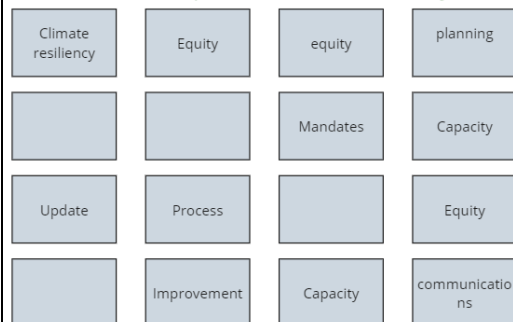 Climate
resiliency
Equity
equity
planning
Mandates
Capacity
Update
Process
Equity
Improvement
Capacity
communicatio
ns